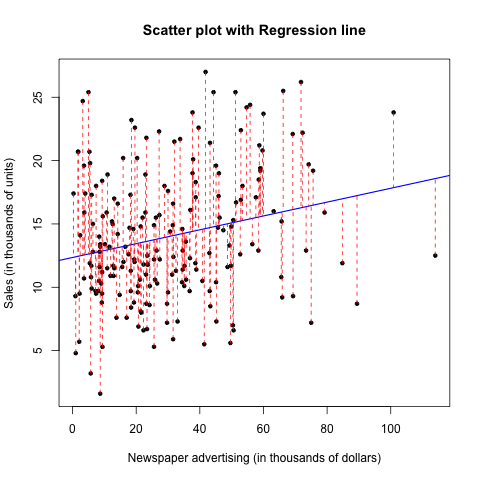 Scatter plot with Regression line
Sales (in thousands of units)
25
20
15
10
5
0 20 40 60 80 100
Newspaper advertising (in thousands of dollars)